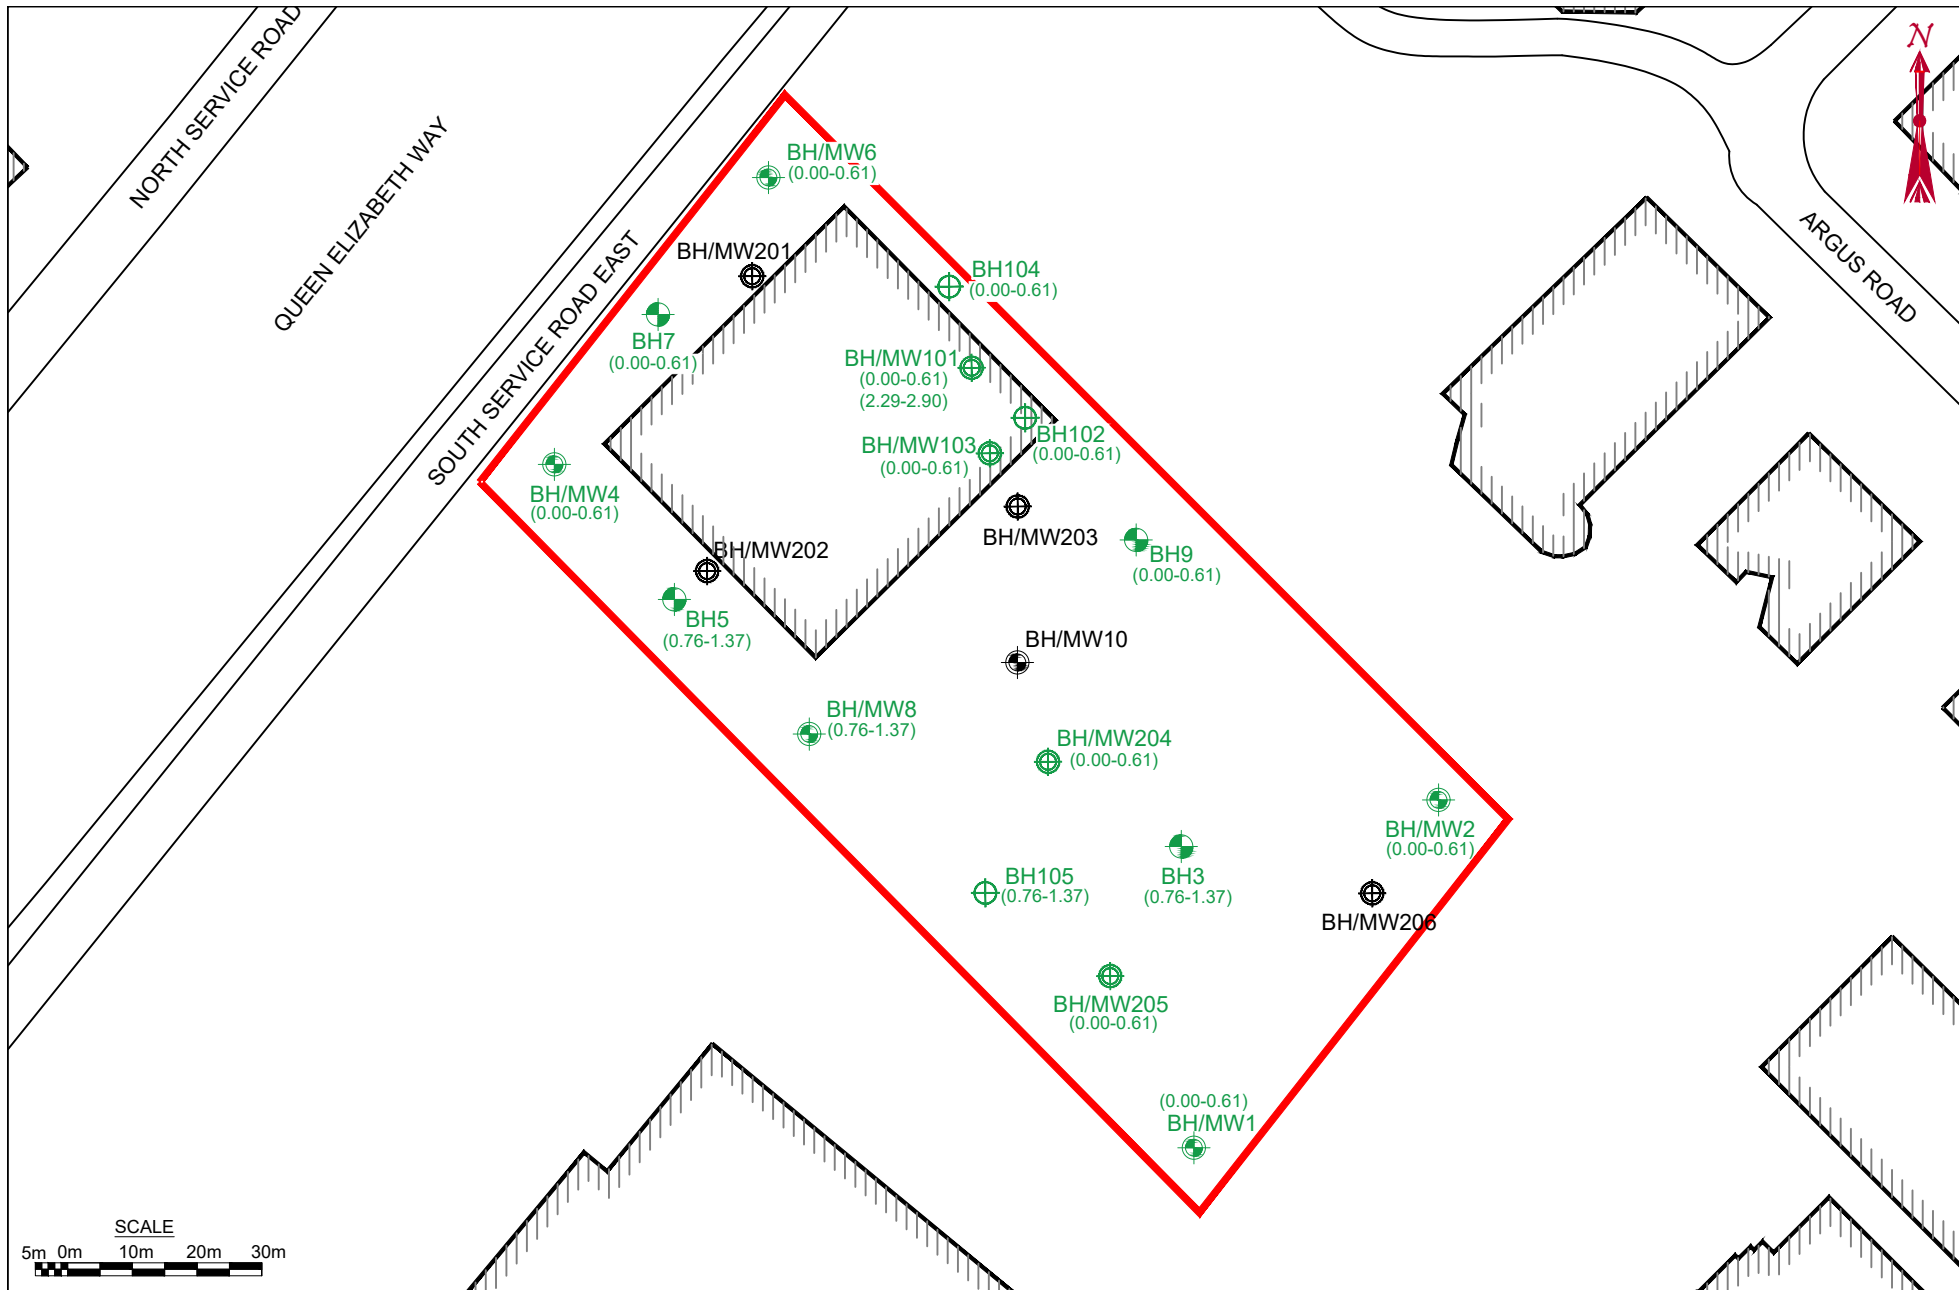 NORTH SERVICE ROAD
QUEEN ELIZABETH WAY
SOUTH SERVICE ROAD EAST
ARGUS ROAD
N
BH/MW6
(0.00-0.61)
BH/MW201
BH104
(0.00-0.61)
BH7
(0.00-0.61)
BH/MW101
(0.00-0.61)
(2.29-2.90)
BH102
(0.00-0.61)
BH/MW103
(0.00-0.61)
BH/MW4
(0.00-0.61)
BH/MW203
BH/MW202
BH9
(0.00-0.61)
BH5
(0.76-1.37)
BH/MW10
BH/MW8
(0.76-1.37)
BH/MW204
(0.00-0.61)
BH/MW2
(0.00-0.61)
BH105
(0.76-1.37)
BH3
(0.76-1.37)
BH/MW206
BH/MW205
(0.00-0.61)
(0.00-0.61)
BH/MW1
SCALE
5m 0m 10m 20m 30m